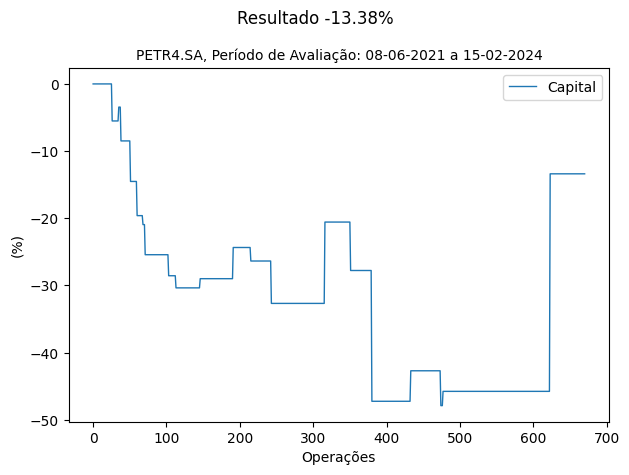 Resultado -13.38%
PETR4.SA, Período de Avaliação: 08-06-2021 a 15-02-2024
Capital
0
−10
−20
−30
−40
−50
(%)
0 100 200 300 400 500 600 700
Operações